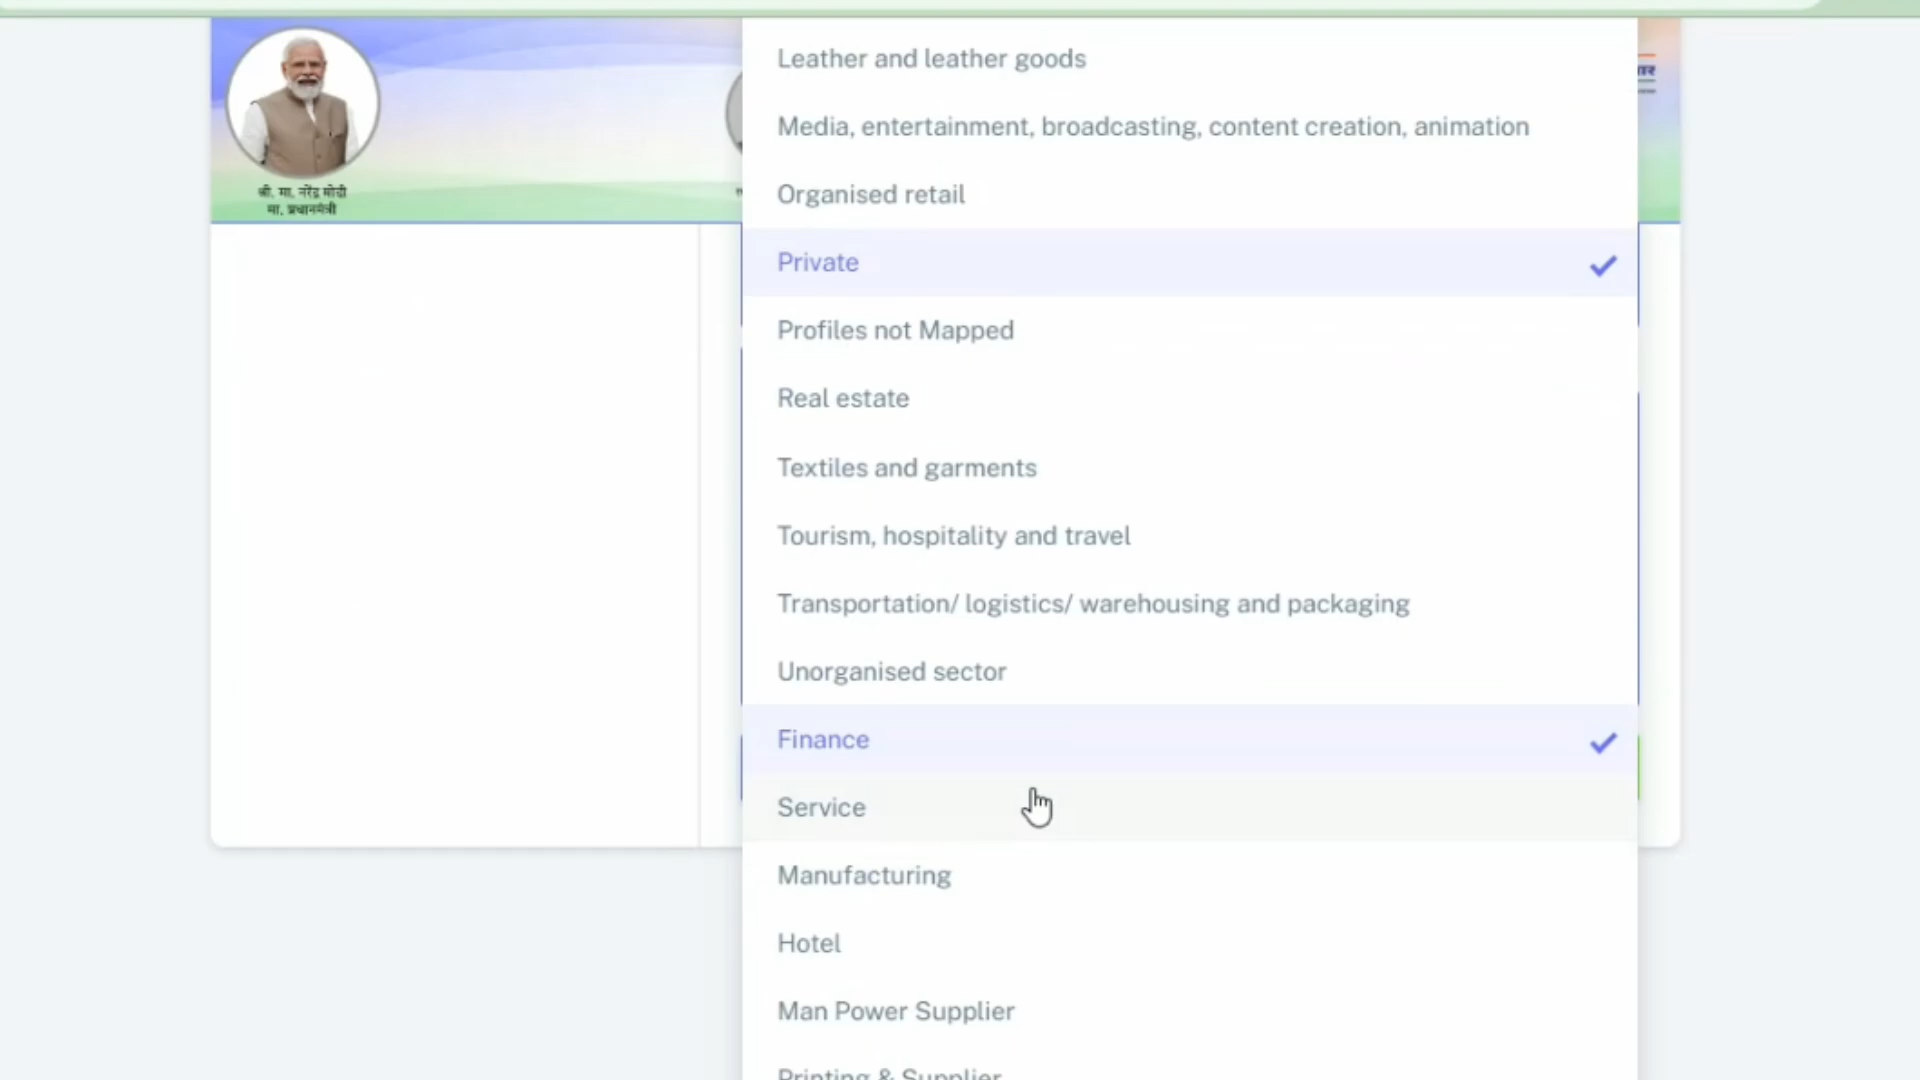 श्री. मा. नरेंद्र मोदी
मा. प्रधानमंत्री
Leather and leather goods
Media, entertainment, broadcasting, content creation, animation
Organised retail
Private
Profiles not Mapped
Real estate
Textiles and garments
Tourism, hospitality and travel
Transportation/ logistics/ warehousing and packaging
Unorganised sector
Finance
Service
Manufacturing
Hotel
Man Power Supplier
Printing & Supplier